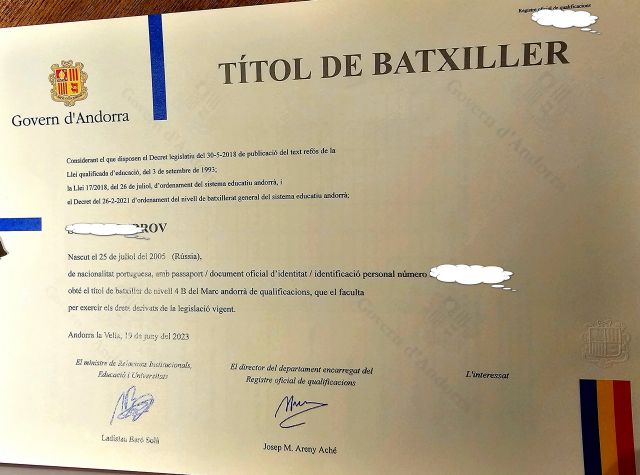 Registre oficial de qualificacions
TÍTOL DE BATXILLER
Govern d'Andorra
Considerant el que disposen el Decret legislatiu del 30-5-2018 de publicació del text refós de la
Llei qualificada d'educació, del 3 de setembre de 1993;
la Llei 17/2018, del 26 de juliol, d'ordenament del sistema educatiu andorrà, i
el Decret del 26-2-2021 d'ordenament del nivell de batxillerat general del sistema educatiu andorrà;
ROV
Nascut el 25 de juliol de 2005 (Rússia),
de nacionalitat portuguesa, amb passaport / document oficial d'identitat / identificació personal número
obté el títol de batxiller de nivell 4 B del Marc andorrà de qualificacions, que el faculta
per exercir els drets derivats de la legislació vigent.
Andorra la Vella, 19 de juny del 2023
El ministre de Relacions Institucionals,
Educació i Universitats
El director del departament encarregat del
Registre oficial de qualificacions
L'interessat
Ladislau Baró Solà
Josep M. Areny Aché
Govern d'Andorra